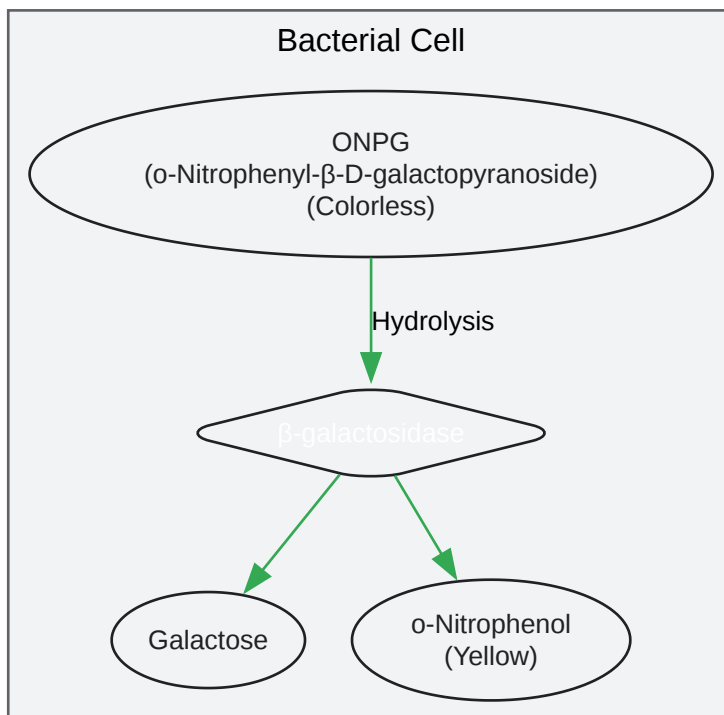 Bacterial Cell
ONPG
(o-Nitrophenyl-β-D-galactopyranoside)
(Colorless)
Hydrolysis
β-galactosidase
Galactose
o-Nitrophenol
(Yellow)